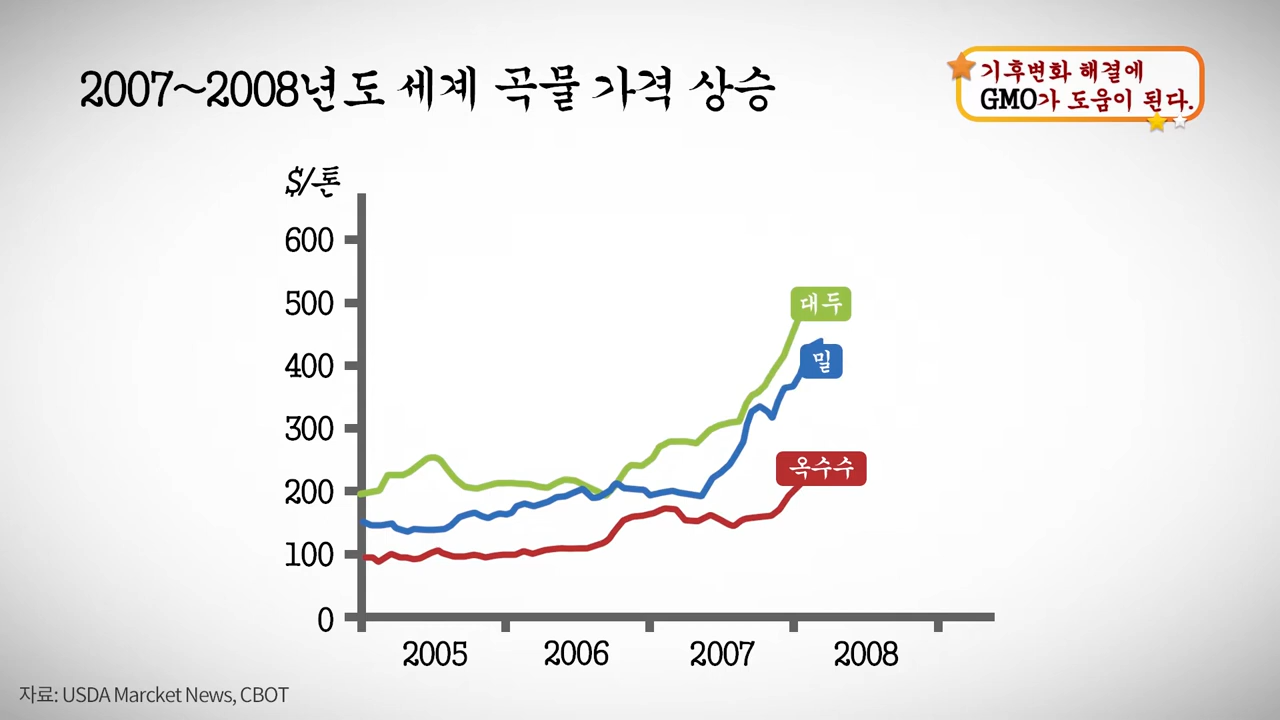 2007~2008년도 세계 곡물 가격 상승
기후변화 해결에
GMO가 도움이 된다.
$/톤
600
500
400
300
200
100
0
대두
밀
옥수수
2005 2006 2007 2008
자료: USDA Marcket News, CBOT